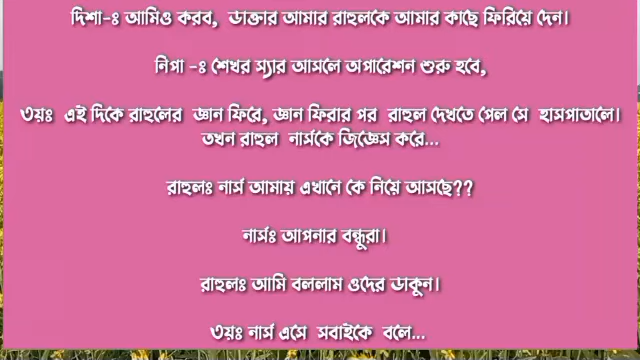 দিশা-ঃ আমিও করব, ডাক্তার আমার রাহুলকে আমার কাছে ফিরিয়ে দেন।
নিপা -ঃ শেখর স্যার আসলে অপারেশন শুরু হবে,
৩য়ঃ এই দিকে রাহুলের জ্ঞান ফিরে, জ্ঞান ফিরার পর রাহুল দেখতে পেল সে হাসপাতালে।
তখন রাহুল নার্সকে জিজ্ঞেস করে...
রাহুলঃ নার্স আমায় এখানে কে নিয়ে আসছে??
নার্সঃ আপনার বন্ধুরা।
রাহুলঃ আমি বললাম ওদের ডাকুন।
৩য়ঃ নার্স এসে সবাইকে বলে...